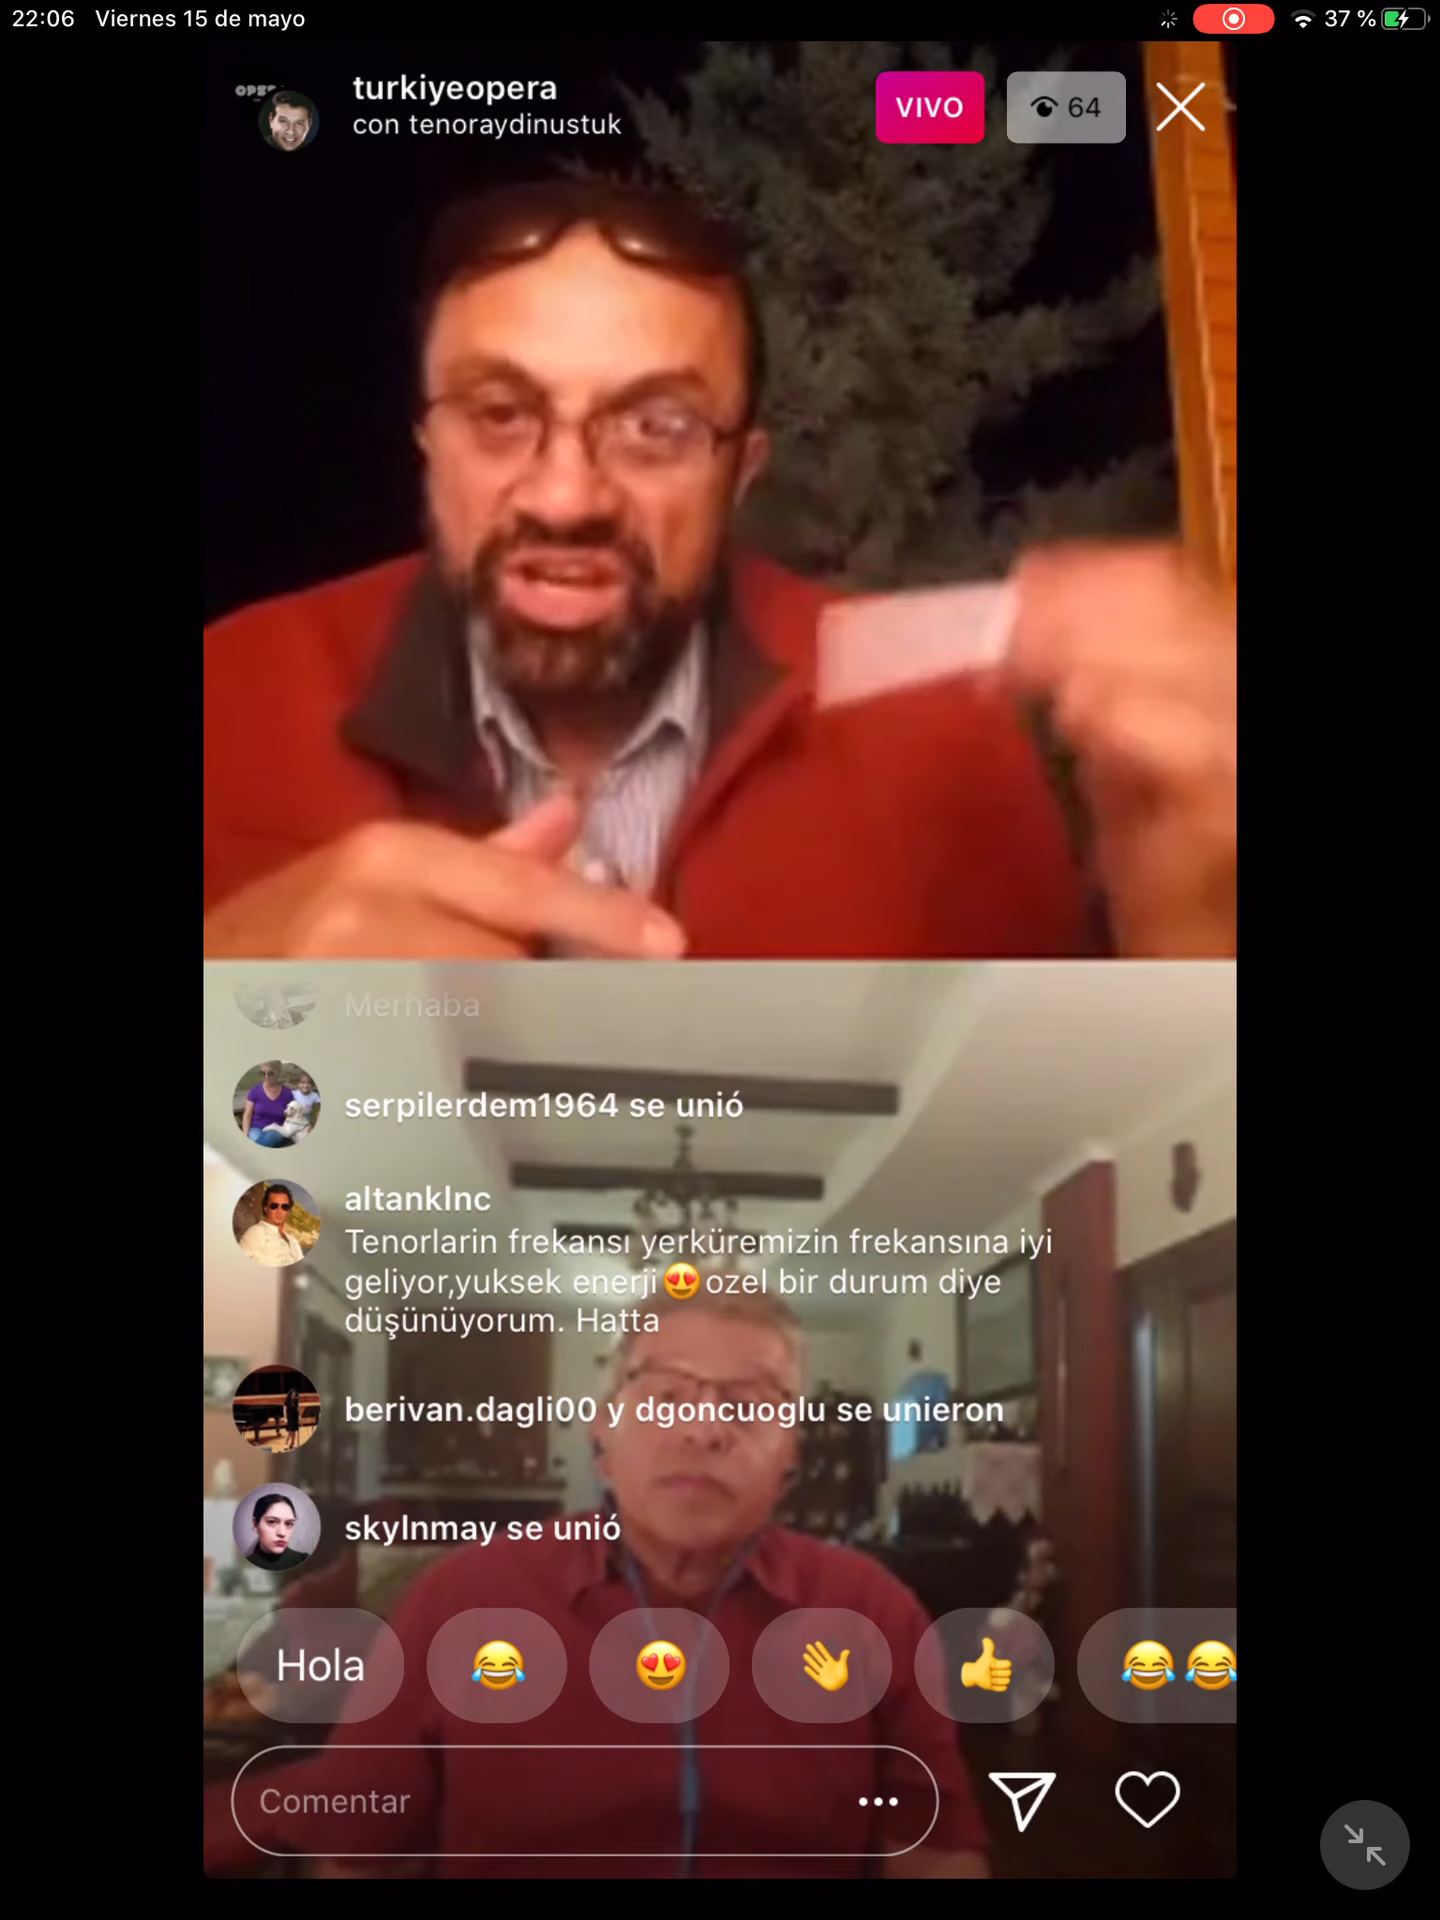 22:06 Viernes 15 de mayo
37 %
turkiyeopera
con tenoraydinustuk
VIVO
64
Merhaba
serpilerdem1964 se unió
altanklnc
Tenorlarin frekansı yerküremizin frekansına iyi
geliyor,yuksek enerji😍ozel bir durum diye
düşünüyorum. Hatta
berivan.dagli00 y dgoncuoglu se unieron
skylnmay se unió
Hola 😂 😍 👋 👍 😂😂
Comentar